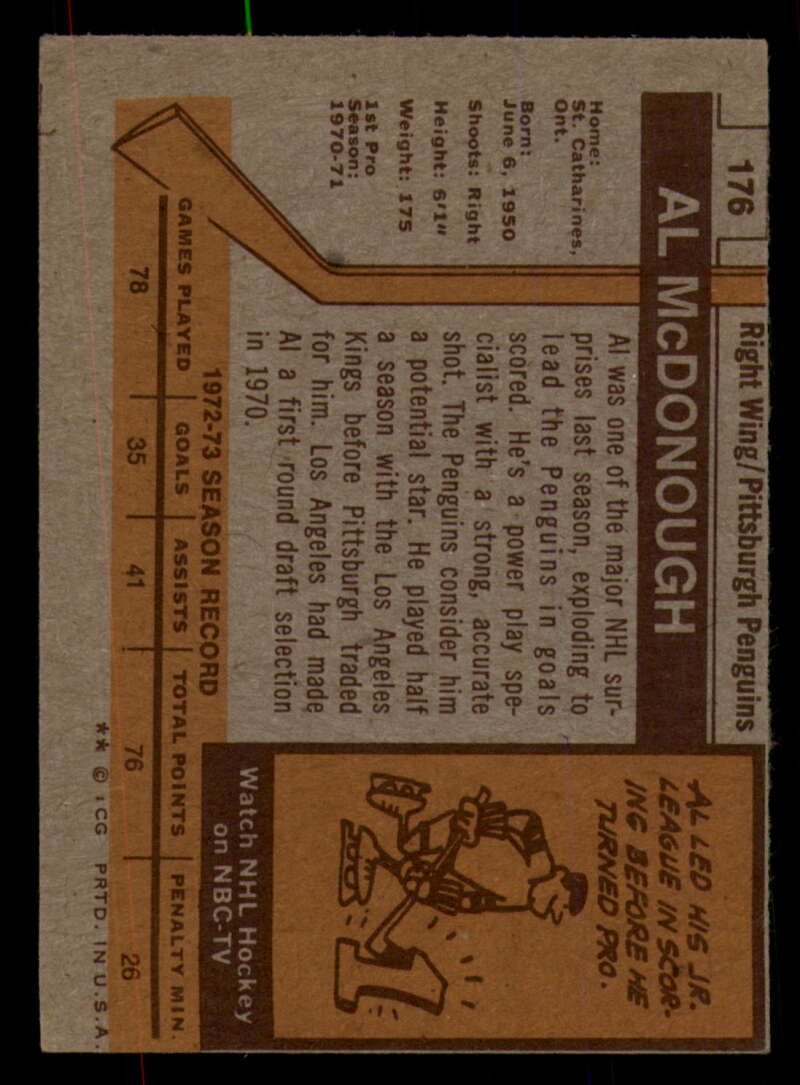 176
Right Wing/Pittsburgh Penguins
AL McDONOUGH
Home:
St. Catharines,
Ont.
Born:
June 6, 1950
Shoots: Right
Height: 6'1"
Weight: 175
1st Pro
Season:
1970-71
Al was one of the major NHL sur-
prises last season, exploding to
lead the Penguins in goals
scored. He's a power play spe-
cialist with a strong, accurate
shot. The Penguins consider him
a potential star. He played half
a season with the Los Angeles
Kings before Pittsburgh traded
for him. Los Angeles had made
Al a first round draft selection
in 1970.
AL LED HIS JR.
LEAGUE IN SCOR-
ING BEFORE HE
TURNED PRO.
1
Watch NHL Hockey
on NBC-TV
1972-73 SEASON RECORD
GAMES PLAYED GOALS ASSISTS TOTAL POINTS PENALTY MIN.
78 35 41 76 26
** © ICG PRTD. IN U.S.A.